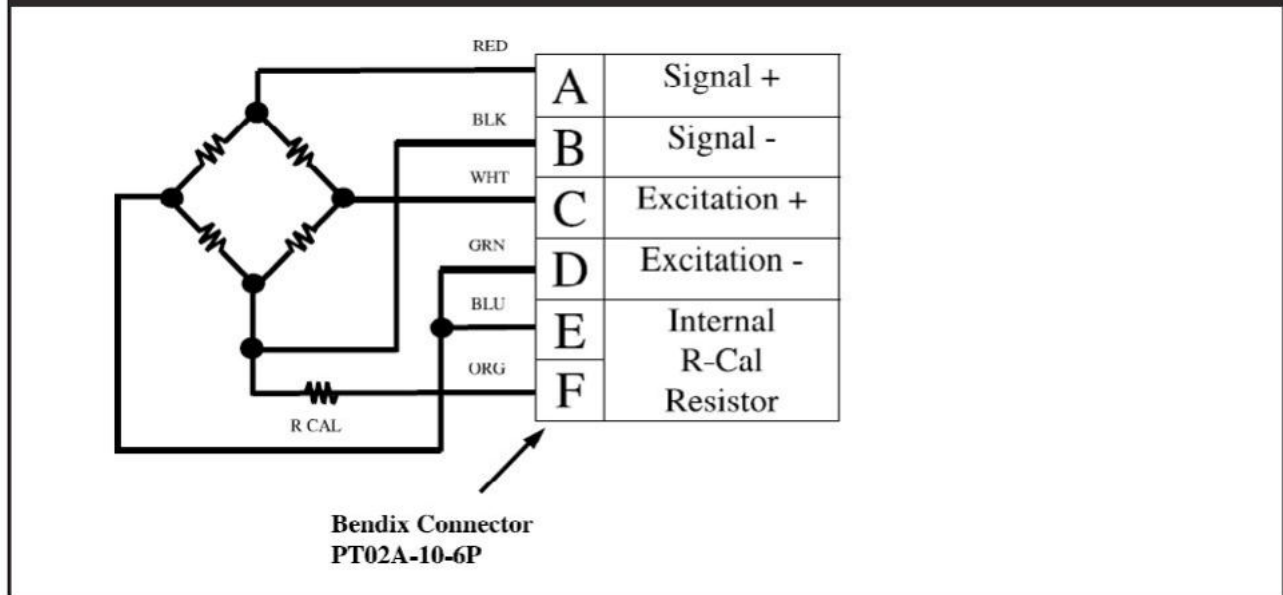 RED
A Signal +
BLK
B Signal -
WHT
C Excitation +
GRN
D Excitation -
BLU
E Internal
R-Cal
ORG
F Resistor
R CAL
Bendix Connector
PT02A-10-6P